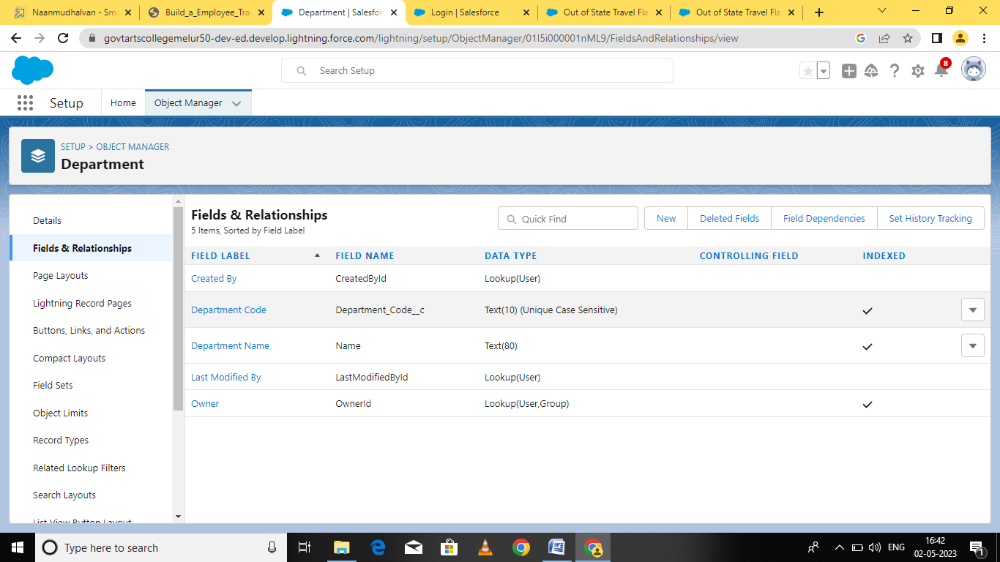 Naanmudhalvan - Sma
Build_a_Employee_Tra
Department | Salesfor
Login | Salesforce
Out of State Travel Fla
Out of State Travel Fla
govtartscollegemelur50-dev-ed.develop.lightning.force.com/lightning/setup/ObjectManager/01I5i000001nML9/FieldsAndRelationships/view
Search Setup
8
Setup
Home
Object Manager
SETUP > OBJECT MANAGER
Department
Details
Fields & Relationships
Page Layouts
Lightning Record Pages
Buttons, Links, and Actions
Compact Layouts
Field Sets
Object Limits
Record Types
Related Lookup Filters
Search Layouts
List View Button Layout
Fields & Relationships
5 Items, Sorted by Field Label
Quick Find
New
Deleted Fields
Field Dependencies
Set History Tracking
FIELD LABEL FIELD NAME DATA TYPE CONTROLLING FIELD INDEXED
Created By CreatedById Lookup(User)
Department Code Department_Code__c Text(10) (Unique Case Sensitive)
Department Name Name Text(80)
Last Modified By LastModifiedById Lookup(User)
Owner OwnerId Lookup(User,Group)
Type here to search
ENG
16:42
02-05-2023
1